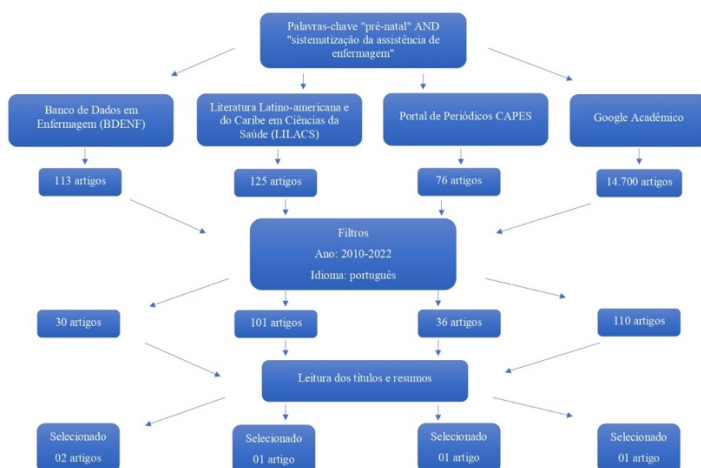 Palavras-chave "pré-natal" AND
"sistematização da assistência de
enfermagem"
Banco de Dados em
Enfermagem (BDENF)
Literatura Latino-americana e
do Caribe em Ciências da
Saúde (LILACS)
Portal de Periódicos CAPES
Google Acadêmico
113 artigos
125 artigos
76 artigos
14.700 artigos
Filtros
Ano: 2010-2022
Idioma: português
30 artigos
101 artigos
36 artigos
110 artigos
Leitura dos títulos e resumos
Selecionado
02 artigos
Selecionado
01 artigo
Selecionado
01 artigo
Selecionado
01 artigo